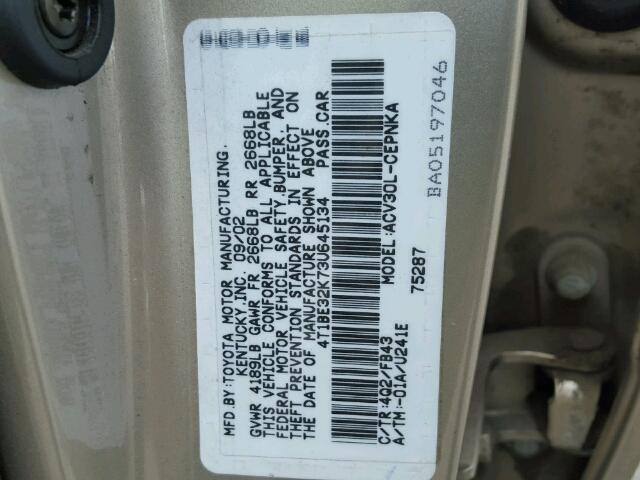 MFD.BY:TOYOTA MOTOR MANUFACTURING.
KENTUCKY,INC. 09/02
GVWR 4189LB GAWR FR 2668LB RR 2668LB
THIS VEHICLE CONFORMS TO ALL APPLICABLE
FEDERAL MOTOR VEHICLE SAFETY,BUMPER, AND
THEFT PREVENTION STANDARDS IN EFFECT ON
THE DATE OF MANUFACTURE SHOWN ABOVE
4T1BE32K73U645134 PASS.CAR
MODEL:ACV30L-CEPNKA
75287
C/TR:4Q2/FB43
A/TM:-01A/U241E
BA05197046